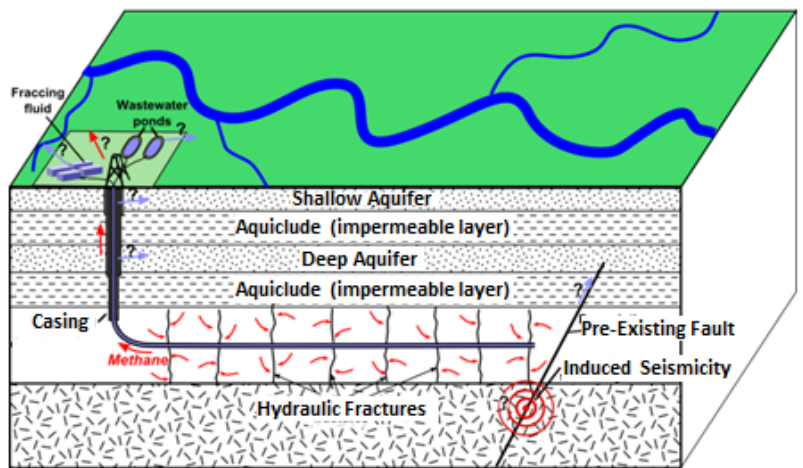 Fraccing
fluid
Wastewater
ponds
?
?
?
?
Shallow Aquifer
Aquiclude (impermeable layer)
?
?
Deep Aquifer
Aquiclude (impermeable layer)
?
Casing
Pre-Existing Fault
Methane
Induced Seismicity
?
Hydraulic Fractures